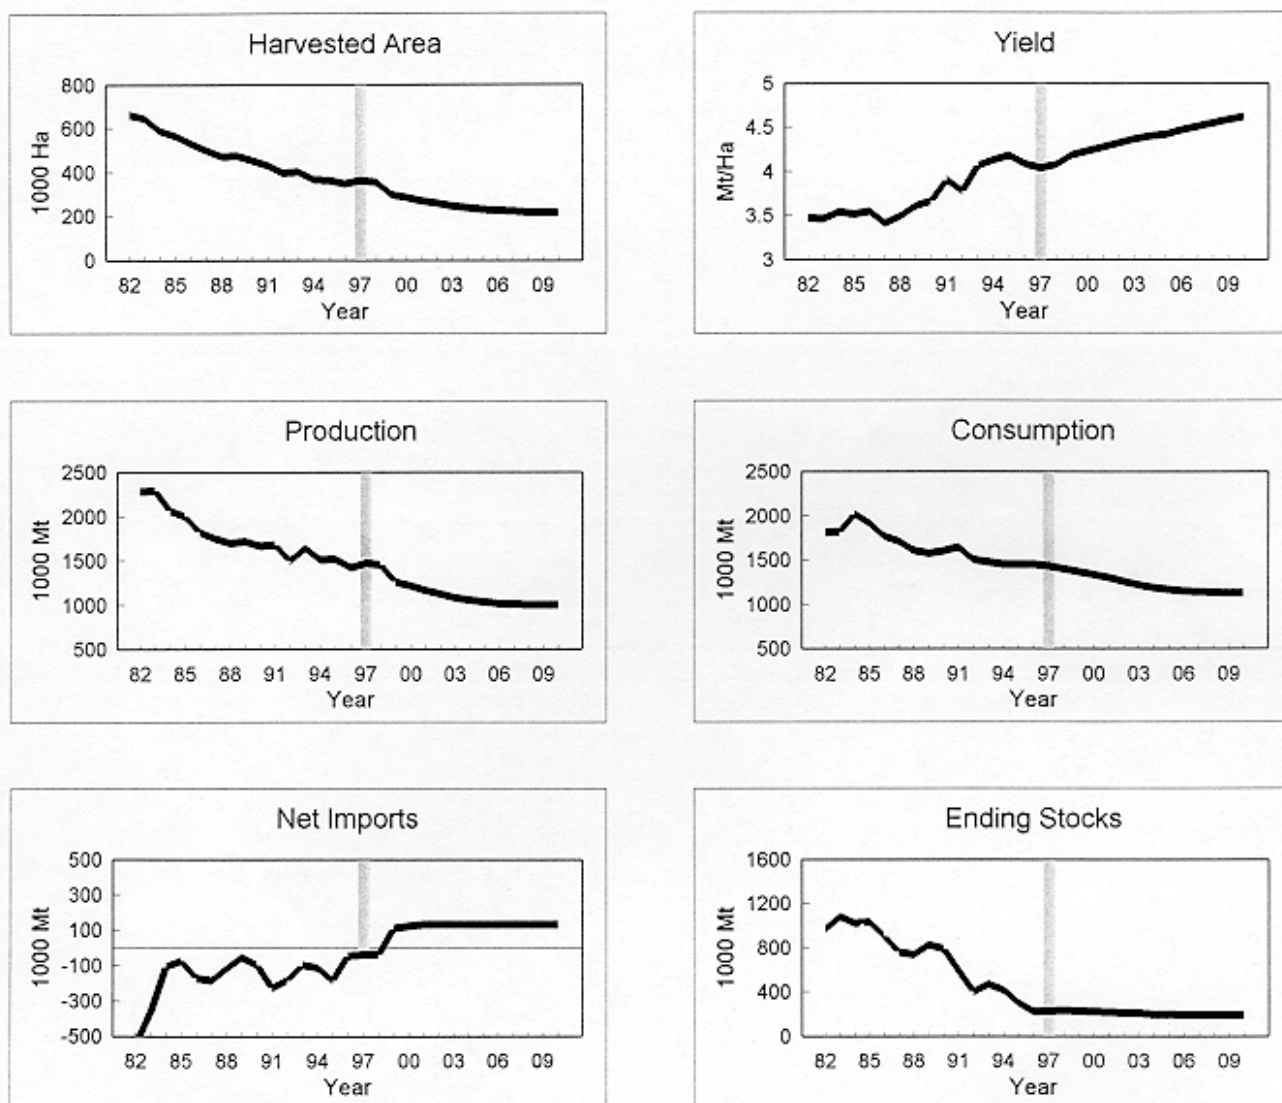 Harvested Area
800
600
400
200
0
1000 Ha
82 85 88 91 94 97 00 03 06 09
Year
Yield
5
4.5
4
3.5
3
Mt/Ha
82 85 88 91 94 97 00 03 06 09
Year
Production
2500
2000
1500
1000
500
1000 Mt
82 85 88 91 94 97 00 03 06 09
Year
Consumption
2500
2000
1500
1000
500
1000 Mt
82 85 88 91 94 97 00 03 06 09
Year
Net Imports
500
300
100
-100
-300
-500
1000 Mt
82 85 88 91 94 97 00 03 06 09
Year
Ending Stocks
1600
1200
800
400
0
1000 Mt
82 85 88 91 94 97 00 03 06 09
Year